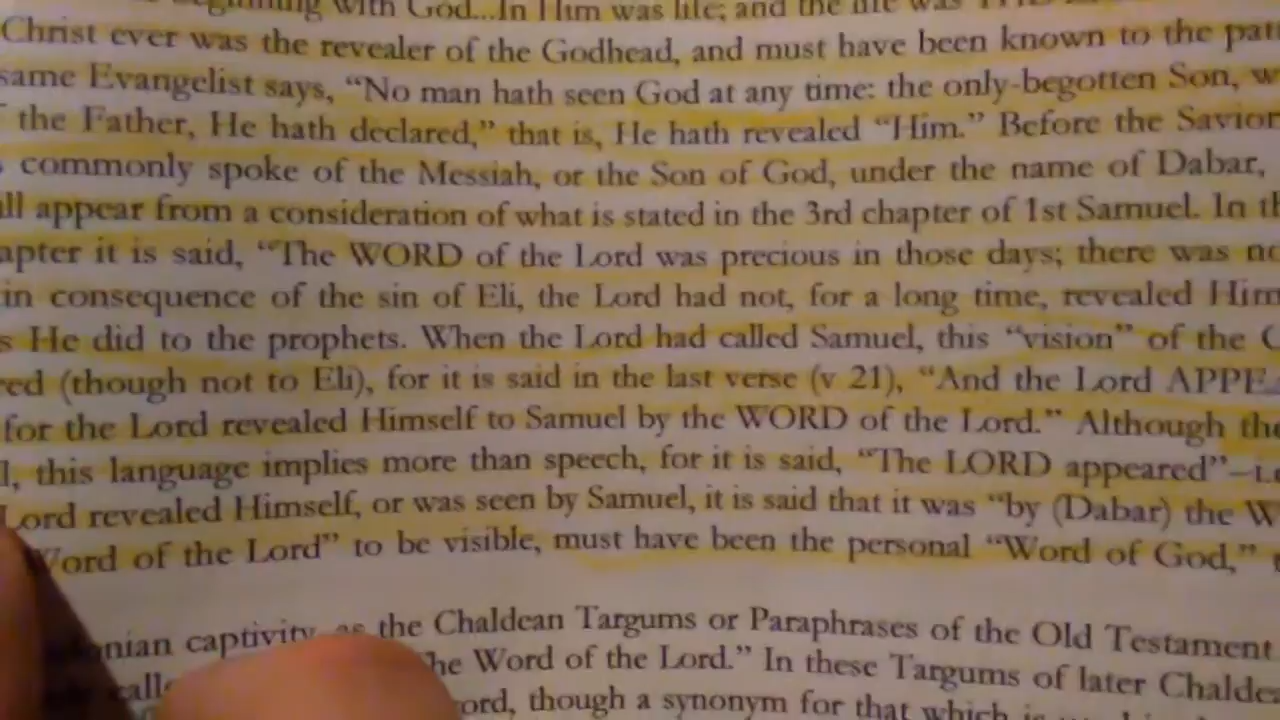 beginning with God...In Him was life; and the life was
Christ ever was the revealer of the Godhead, and must have been known to the
same Evangelist says, “No man hath seen God at any time: the only-begotten Son,
the Father, He hath declared,” that is, He hath revealed “Him.” Before the Savior
commonly spoke of the Messiah, or the Son of God, under the name of Dabar,
appear from a consideration of what is stated in the 3rd chapter of 1st Samuel. In
it is said, “The WORD of the Lord was precious in those days; there was
in consequence of the sin of Eli, the Lord had not, for a long time, revealed
He did to the prophets. When the Lord had called Samuel, this “vision” of the
(though not to Eli), for it is said in the last verse (v 21), “And the Lord
for the Lord revealed Himself to Samuel by the WORD of the Lord.” Although
this language implies more than speech, for it is said, “The LORD appeared”–
Lord revealed Himself, or was seen by Samuel, it is said that it was “by (Dabar) the
Word of the Lord” to be visible, must have been the personal “Word of God,”
captivity, as the Chaldean Targums or Paraphrases of the Old Testament
Word of the Lord.” In these Targums of later
though a synonym for that which is